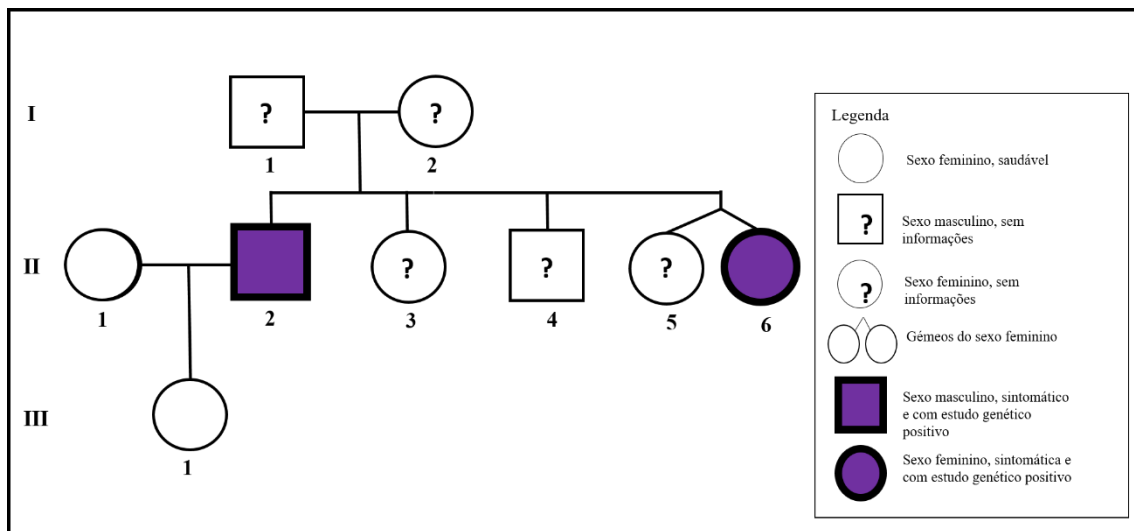 I
?
?
1
2
II
?
?
?
1
2
3
4
5
6
III
1
Legenda
Sexo feminino, saudável
?
Sexo masculino, sem
informações
?
Sexo feminino, sem
informações
Gémeos do sexo feminino
Sexo masculino, sintomático
e com estudo genético
positivo
Sexo feminino, sintomática e
com estudo genético positivo